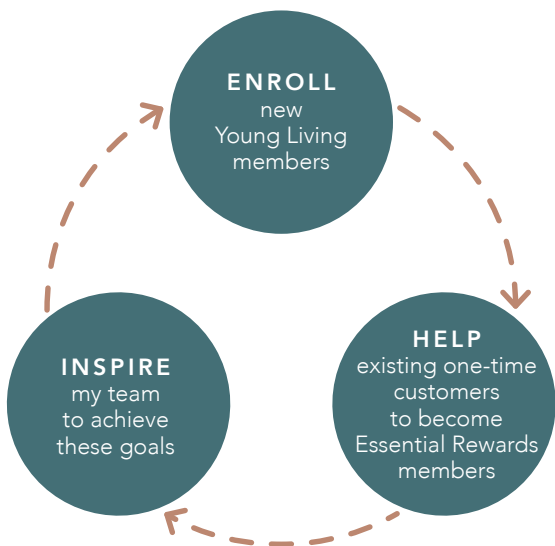 ENROLL
new
Young Living
members
HELP
existing one-time
customers
to become
Essential Rewards
members
INSPIRE
my team
to achieve
these goals